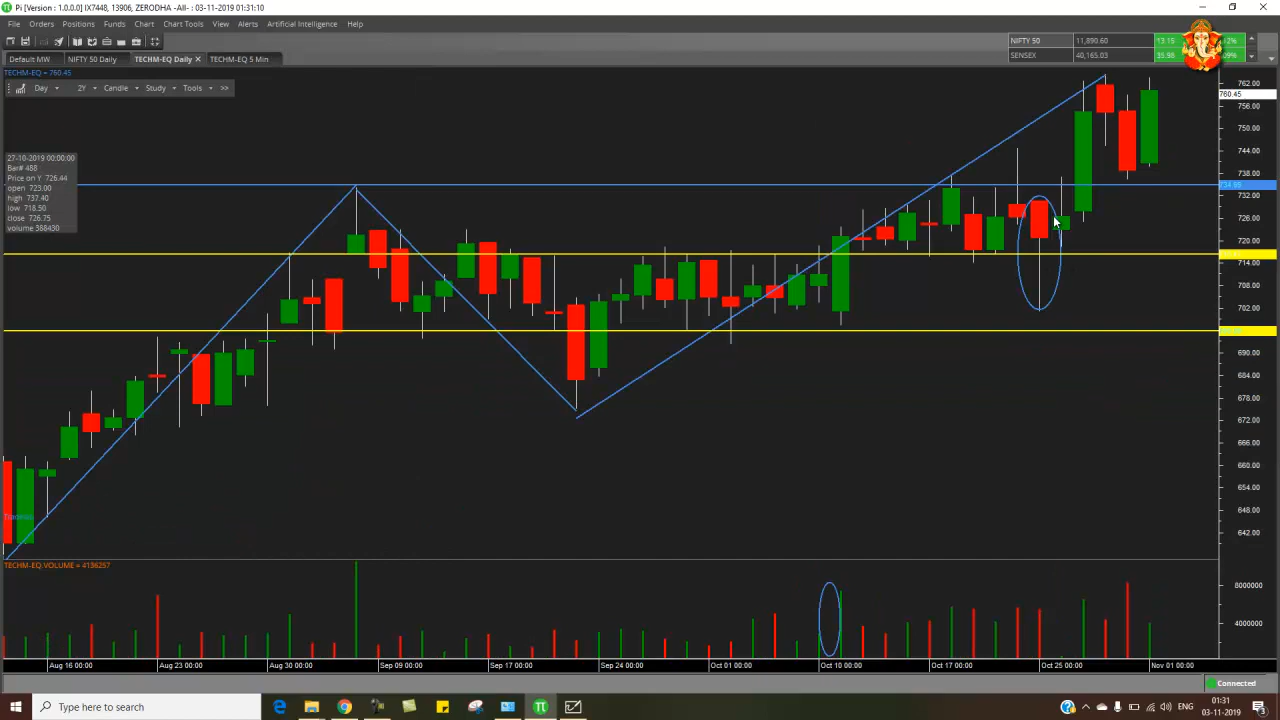 Pi [Version : 1.0.0.0] IX7448, 13906, ZERODHA -All- : 03-11-2019 01:31:10
File Orders Positions Funds Chart Chart Tools View Alerts Artificial Intelligence Help
NIFTY 50 11,890.60 13.15
SENSEX 40,165.03 35.98
Default MW NIFTY 50 Daily TECHM-EQ Daily TECHM-EQ 5 Min
TECHM-EQ = 760.45
Day 2Y Candle Study Tools >>
27-10-2019 00:00:00
Bar# 488
Price on Y 726.44
open 723.00
high 737.40
low 718.50
close 726.75
volume 388430
762.00
760.45
756.00
750.00
744.00
738.00
734.99
732.00
726.00
720.00
714.00
708.00
702.00
690.00
684.00
678.00
672.00
666.00
660.00
654.00
648.00
642.00
TECHM-EQ.VOLUME = 4136257
8000000
4000000
Aug 16 00:00 Aug 23 00:00 Aug 30 00:00 Sep 09 00:00 Sep 17 00:00 Sep 24 00:00 Oct 01 00:00 Oct 10 00:00 Oct 17 00:00 Oct 25 00:00 Nov 01 00:00
Connected
Type here to search
ENG
01:31
03-11-2019